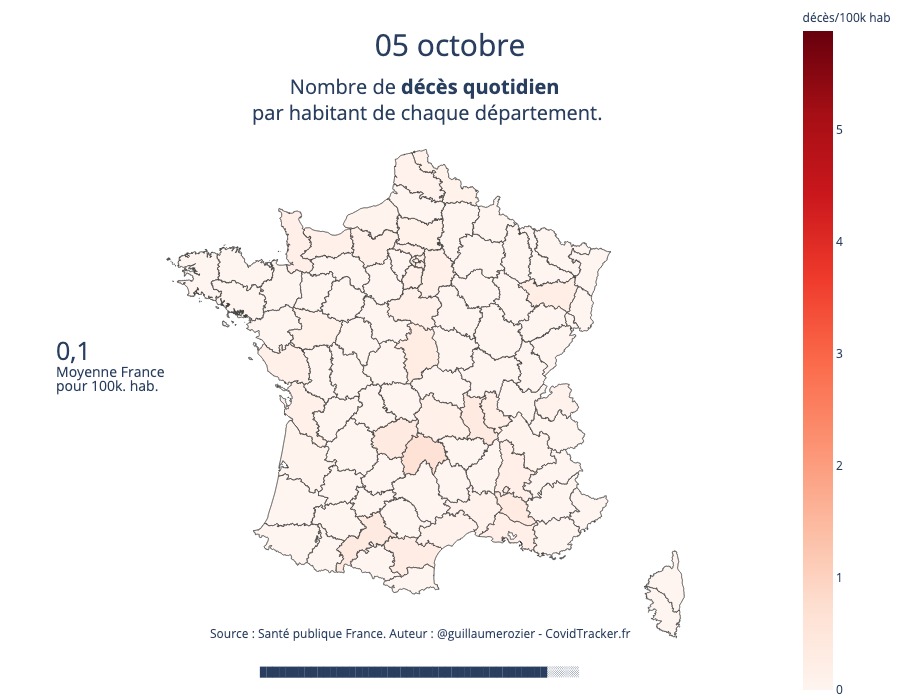 décès/100k hab
05 octobre
Nombre de décès quotidien
par habitant de chaque département.
5
4
3
2
1
0
0,1
Moyenne France
pour 100k. hab.
Source : Santé publique France. Auteur : @guillaumerozier - CovidTracker.fr